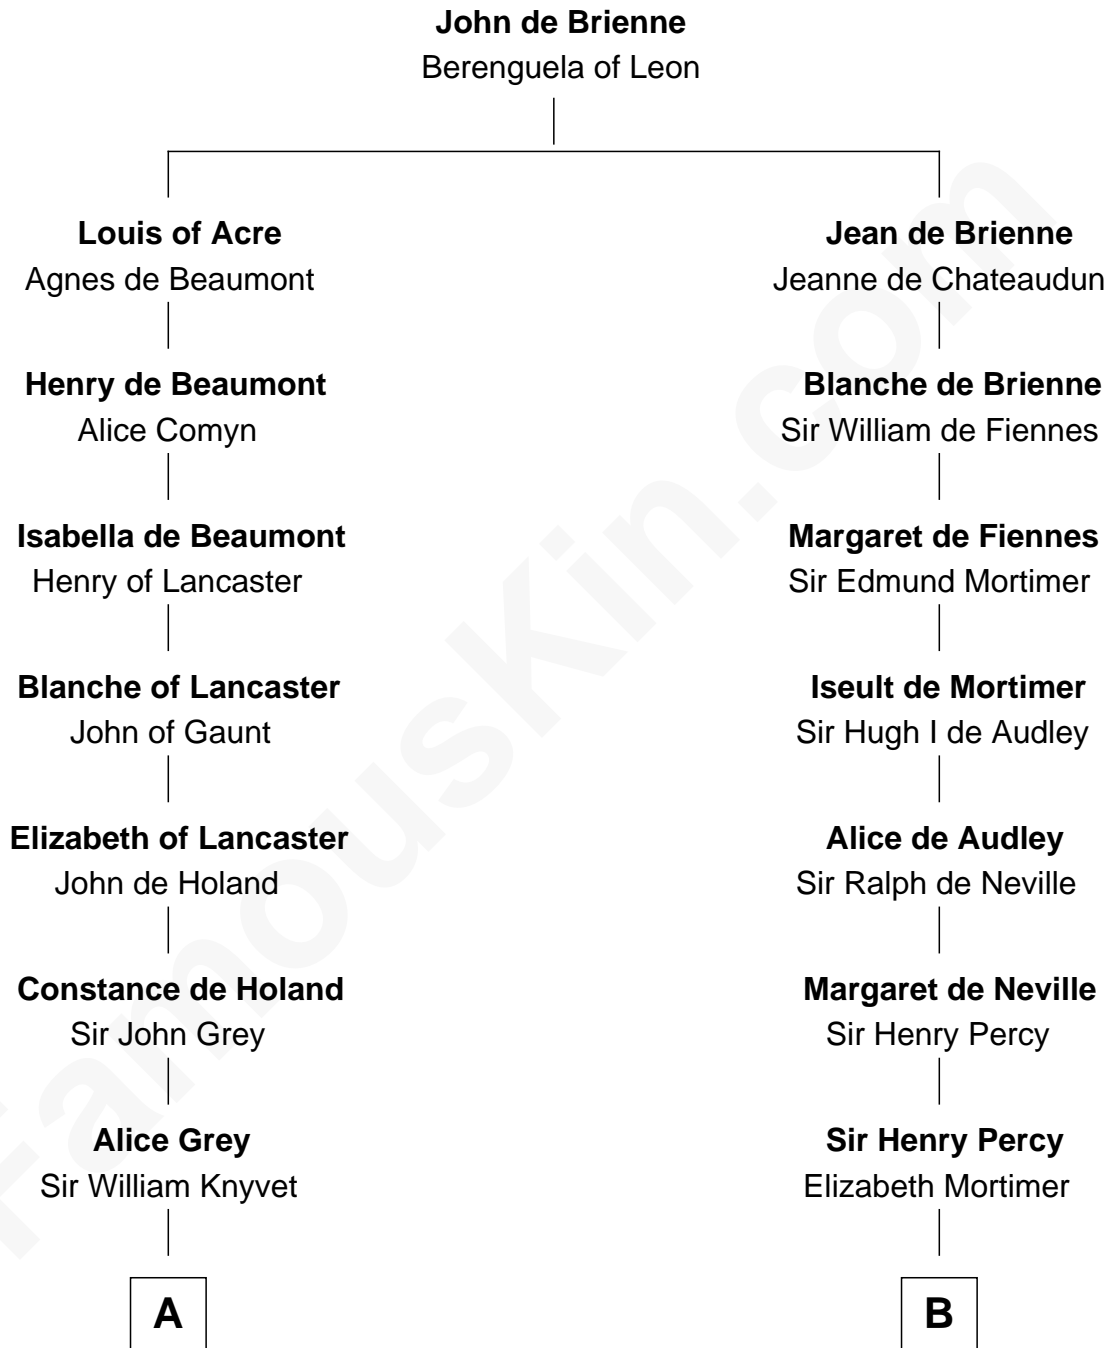 John de Brienne
Berenguela of Leon
Louis of Acre
Agnes de Beaumont
Jean de Brienne
Jeanne de Chateaudun
Henry de Beaumont
Alice Comyn
Blanche de Brienne
Sir William de Fiennes
Isabella de Beaumont
Henry of Lancaster
Margaret de Fiennes
Sir Edmund Mortimer
Blanche of Lancaster
John of Gaunt
Iseult de Mortimer
Sir Hugh I de Audley
Elizabeth of Lancaster
John de Holand
Alice de Audley
Sir Ralph de Neville
Constance de Holand
Sir John Grey
Margaret de Neville
Sir Henry Percy
Alice Grey
Sir William Knyvet
Sir Henry Percy
Elizabeth Mortimer
A
B
FamousKin.com